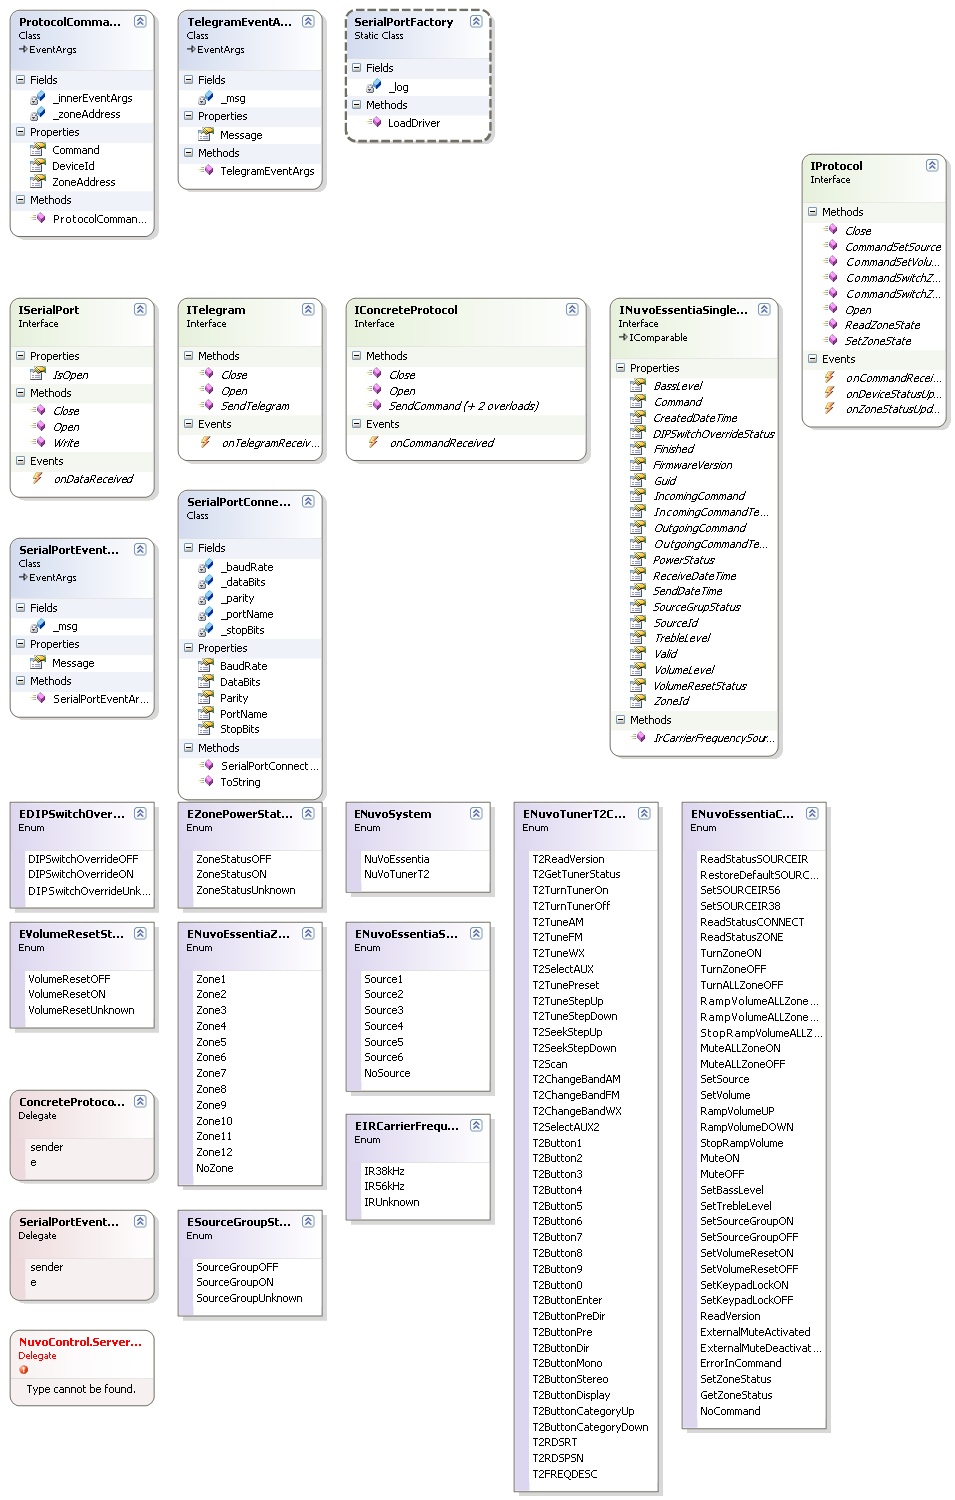 ProtocolComma...
Class
EventArgs
Fields
_innerEventArgs
_zoneAddress
Properties
Command
DeviceId
ZoneAddress
Methods
ProtocolComman...
TelegramEventA...
Class
EventArgs
Fields
_msg
Properties
Message
Methods
TelegramEventArgs
SerialPortFactory
Static Class
Fields
_log
Methods
LoadDriver
IProtocol
Interface
Methods
Close
CommandSetSource
CommandSetVolu...
CommandSwitchZ...
CommandSwitchZ...
Open
ReadZoneState
SetZoneState
Events
onCommandRecei...
onDeviceStatusUp...
onZoneStatusUpd...
ISerialPort
Interface
Properties
IsOpen
Methods
Close
Open
Write
Events
onDataReceived
ITelegram
Interface
Methods
Close
Open
SendTelegram
Events
onTelegramReceiv...
IConcreteProtocol
Interface
Methods
Close
Open
SendCommand (+ 2 overloads)
Events
onCommandReceived
INuvoEssentiaSingle...
Interface
IComparable
Properties
BassLevel
Command
CreatedDateTime
DIPSwitchOverrideStatus
Finished
FirmwareVersion
Guid
IncomingCommand
IncomingCommandTe...
OutgoingCommand
OutgoingCommandTe...
PowerStatus
ReceiveDateTime
SendDateTime
SourceGrupStatus
SourceId
TrebleLevel
Valid
VolumeLevel
VolumeResetStatus
ZoneId
Methods
IrCarrierFrequencySour...
SerialPortEvent...
Class
EventArgs
Fields
_msg
Properties
Message
Methods
SerialPortEventAr...
SerialPortConne...
Class
Fields
_baudRate
_dataBits
_parity
_portName
_stopBits
Properties
BaudRate
DataBits
Parity
PortName
StopBits
Methods
SerialPortConnect...
ToString
EDIPSwitchOver...
Enum
DIPSwitchOverrideOFF
DIPSwitchOverrideON
DIPSwitchOverrideUnk...
EZonePowerStat...
Enum
ZoneStatusOFF
ZoneStatusON
ZoneStatusUnknown
ENuvoSystem
Enum
NuVoEssentia
NuVoTunerT2
ENuvoTunerT2C...
Enum
T2ReadVersion
T2GetTunerStatus
T2TurnTunerOn
T2TurnTunerOff
T2TuneAM
T2TuneFM
T2TuneWX
T2SelectAUX
T2TunePreset
T2TuneStepUp
T2TuneStepDown
T2SeekStepUp
T2SeekStepDown
T2Scan
T2ChangeBandAM
T2ChangeBandFM
T2ChangeBandWX
T2SelectAUX2
T2Button1
T2Button2
T2Button3
T2Button4
T2Button5
T2Button6
T2Button7
T2Button8
T2Button9
T2Button0
T2ButtonEnter
T2ButtonPreDir
T2ButtonPre
T2ButtonDir
T2ButtonMono
T2ButtonStereo
T2ButtonDisplay
T2ButtonCategoryUp
T2ButtonCategoryDown
T2RDSRT
T2RDSPSN
T2FREQDESC
ENuvoEssentiaC...
Enum
ReadStatusSOURCEIR
RestoreDefaultSOURC...
SetSOURCEIR56
SetSOURCEIR38
ReadStatusCONNECT
ReadStatusZONE
TurnZoneON
TurnZoneOFF
TurnALLZoneOFF
RampVolumeALLZone...
RampVolumeALLZone...
StopRampVolumeALLZ...
MuteALLZoneON
MuteALLZoneOFF
SetSource
SetVolume
RampVolumeUP
RampVolumeDOWN
StopRampVolume
MuteON
MuteOFF
SetBassLevel
SetTrebleLevel
SetSourceGroupON
SetSourceGroupOFF
SetVolumeResetON
SetVolumeResetOFF
SetKeypadLockON
SetKeypadLockOFF
ReadVersion
ExternalMuteActivated
ExternalMuteDeactivat...
ErrorInCommand
SetZoneStatus
GetZoneStatus
NoCommand
EVolumeResetSt...
Enum
VolumeResetOFF
VolumeResetON
VolumeResetUnknown
ENuvoEssentiaZ...
Enum
Zone1
Zone2
Zone3
Zone4
Zone5
Zone6
Zone7
Zone8
Zone9
Zone10
Zone11
Zone12
NoZone
ENuvoEssentiaS...
Enum
Source1
Source2
Source3
Source4
Source5
Source6
NoSource
ConcreteProtoco...
Delegate
sender
e
EIRCarrierFrequ...
Enum
IR38kHz
IR56kHz
IRUnknown
SerialPortEvent...
Delegate
sender
e
ESourceGroupSt...
Enum
SourceGroupOFF
SourceGroupON
SourceGroupUnknown
NuvoControl.Server...
Delegate
Type cannot be found.